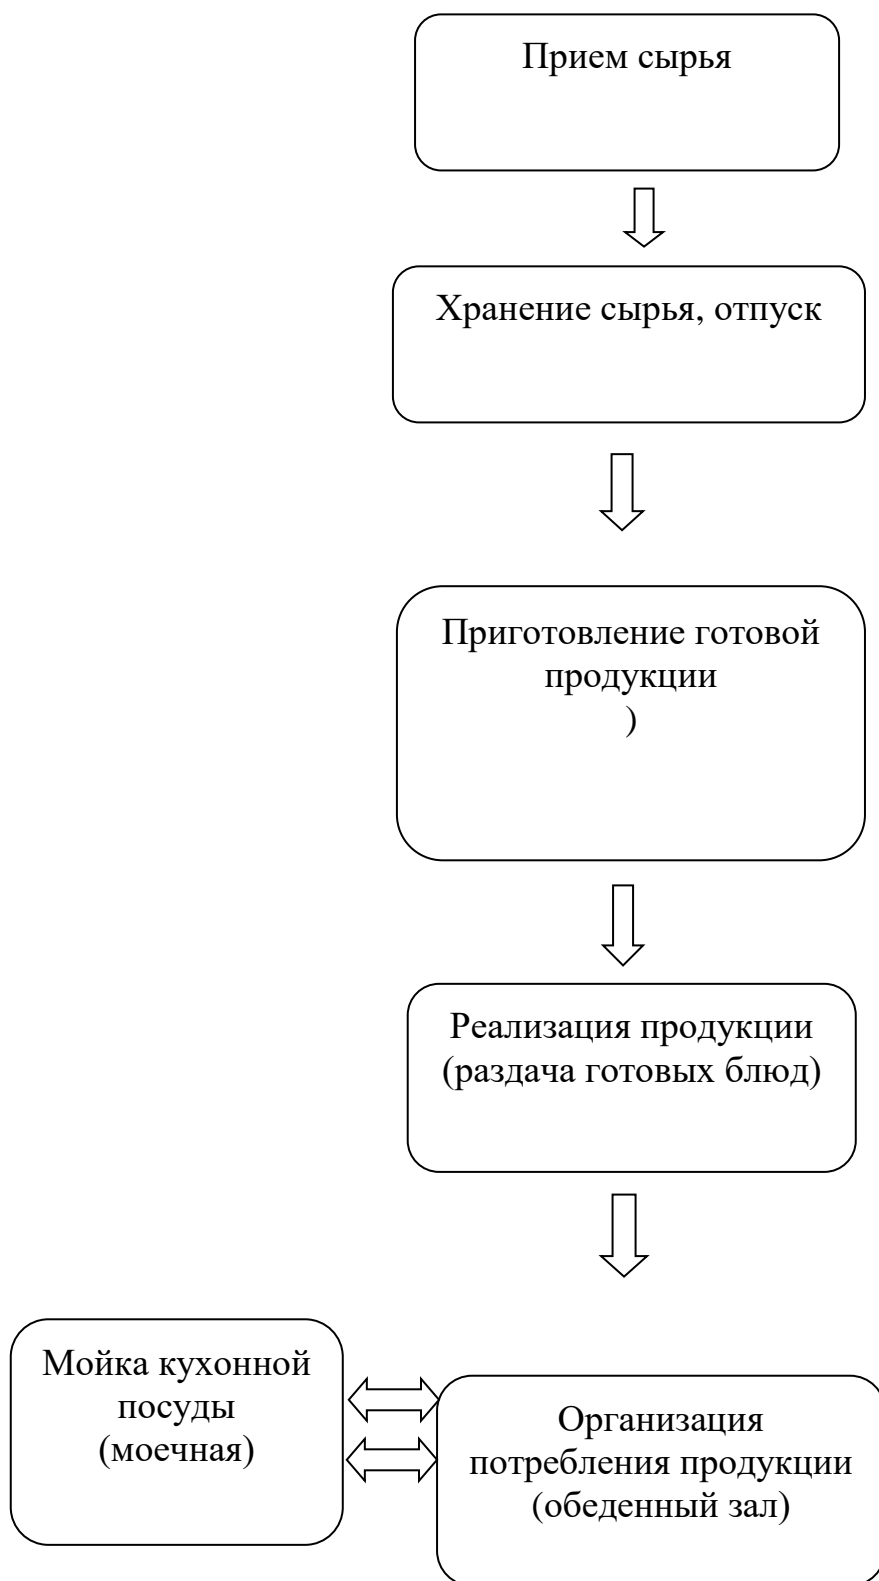 Прием сырья
Хранение сырья, отпуск
Приготовление готовой
продукции
)
Реализация продукции
(раздача готовых блюд)
Мойка кухонной
посуды
(моечная)
Организация
потребления продукции
(обеденный зал)